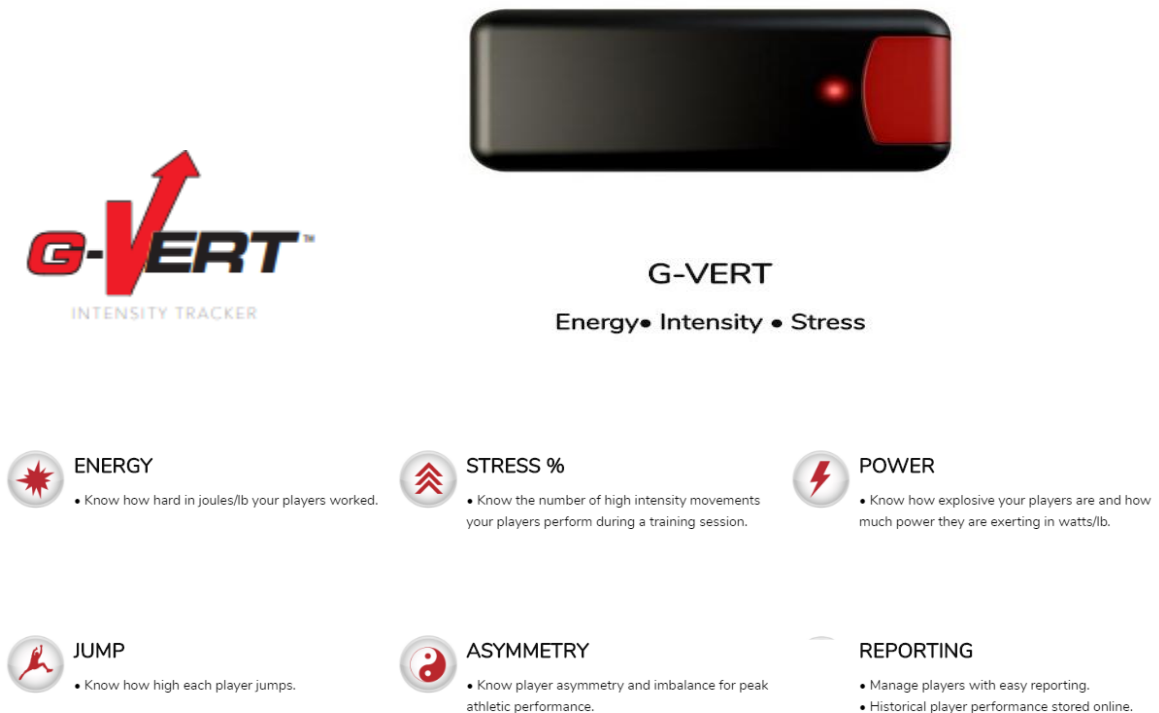 G-VERT™
INTENSITY TRACKER
G-VERT
Energy• Intensity • Stress
ENERGY
• Know how hard in joules/lb your players worked.
STRESS %
• Know the number of high intensity movements
your players perform during a training session.
POWER
• Know how explosive your players are and how
much power they are exerting in watts/lb.
JUMP
• Know how high each player jumps.
ASYMMETRY
• Know player asymmetry and imbalance for peak
athletic performance.
REPORTING
• Manage players with easy reporting.
• Historical player performance stored online.